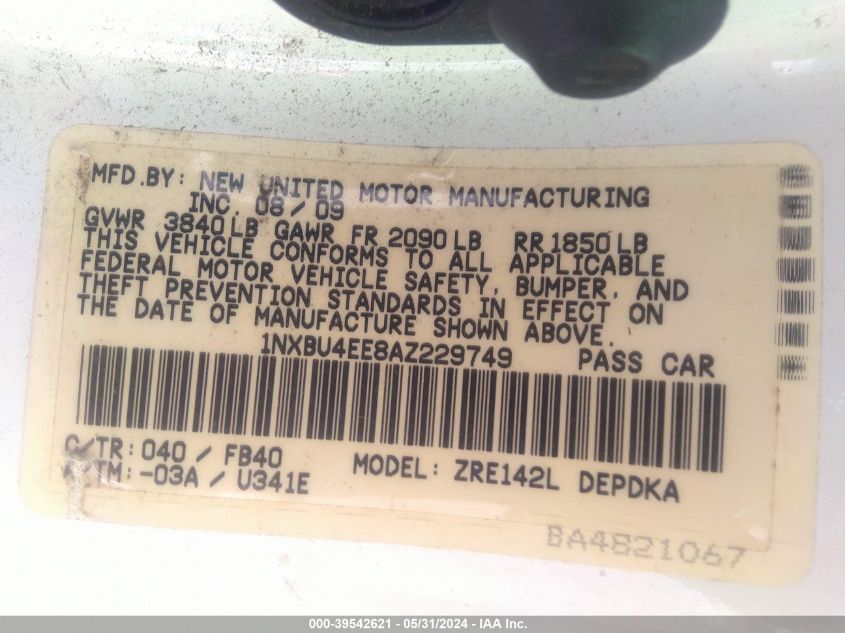 MFD.BY: NEW UNITED MOTOR MANUFACTURING
INC. 08/09
GVWR 3840LB GAWR FR 2090LB RR1850LB
THIS VEHICLE CONFORMS TO ALL APPLICABLE
FEDERAL MOTOR VEHICLE SAFETY, BUMPER, AND
THEFT PREVENTION STANDARDS IN EFFECT ON
THE DATE OF MANUFACTURE SHOWN ABOVE.
1NXBU4EE8AZ229749 PASS CAR
C/TR: 040 / FB40
A/TM: -03A / U341E MODEL: ZRE142L DEPDKA
BA4821067
000-39542621 - 05/31/2024 - IAA Inc.